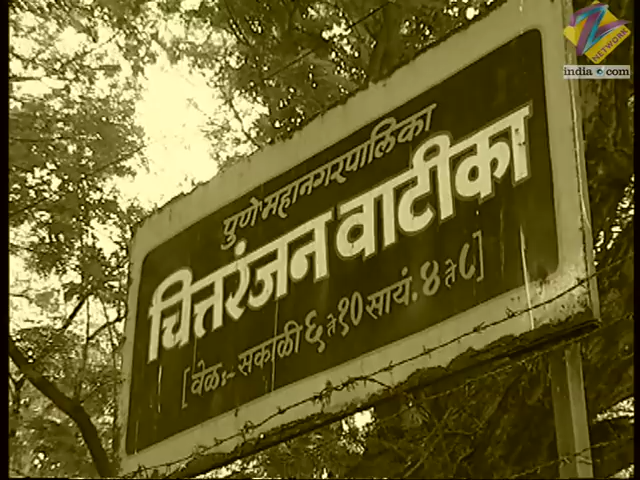 पुणे महानगरपालिका
चित्तरंजन वाटीका
[वेळ:- सकाळी ६ ते १० सायं. ४ ते ८]
Z
NETWORK
india.com